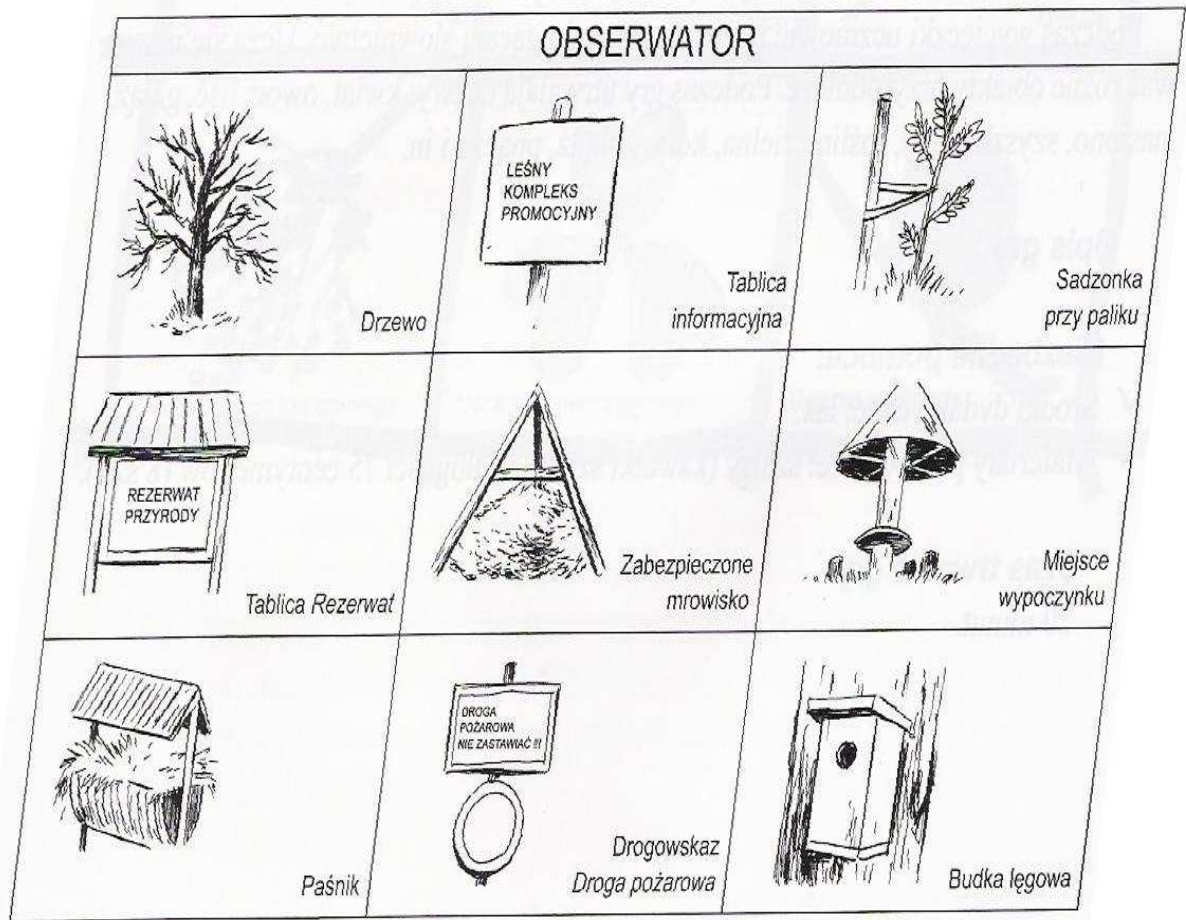 OBSERWATOR
LEŚNY
KOMPLEKS
PROMOCYJNY
Drzewo
Tablica
informacyjna
Sadzonka
przy paliku
REZERWAT
PRZYRODY
Tablica Rezerwat
Zabezpieczone
mrowisko
Miejsce
wypoczynku
Paśnik
DROGA
POŻAROWA
NIE ZASTAWIAĆ !!!
Drogowskaz
Droga pożarowa
Budka lęgowa